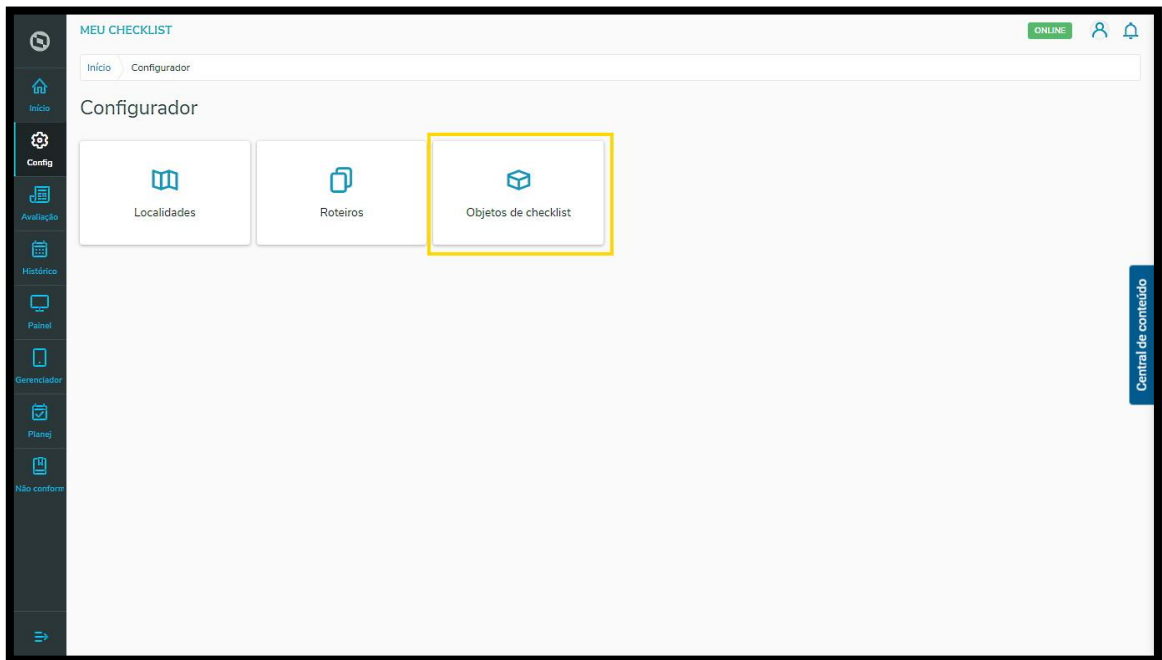 MEU CHECKLIST
ONLINE
Início
Configurador
Configurador
Localidades
Roteiros
Objetos de checklist
Início
Config
Avaliação
Histórico
Painel
Gerenciador
Planej
Não conform
Central de conteúdo